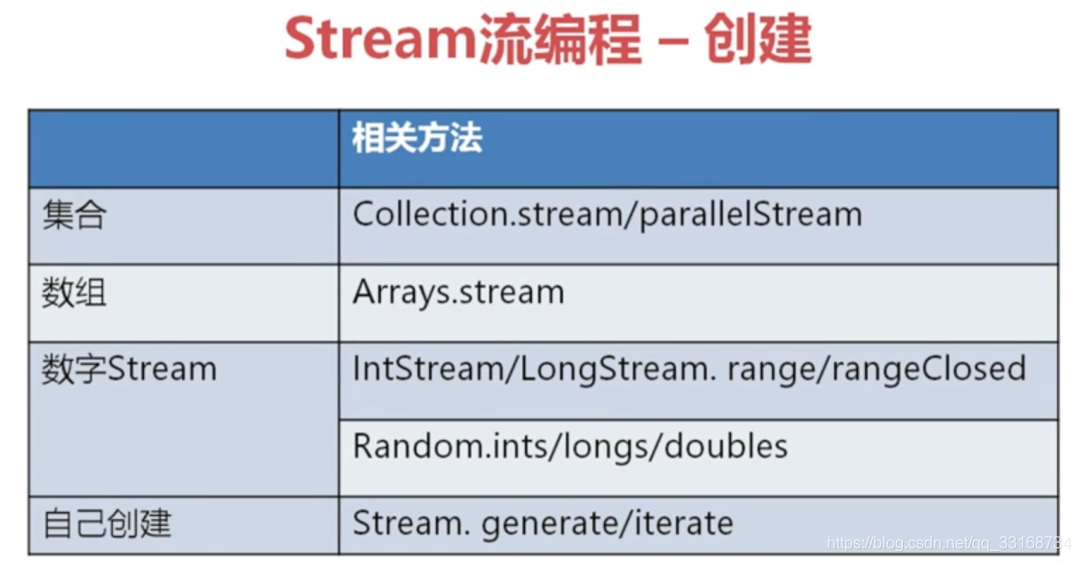 Stream流编程 – 创建
相关方法
集合
Collection.stream/parallelStream
数组
Arrays.stream
数字Stream
IntStream/LongStream. range/rangeClosed
Random.ints/longs/doubles
自己创建
Stream. generate/iterate
https://blog.csdn.net/qq_33168734